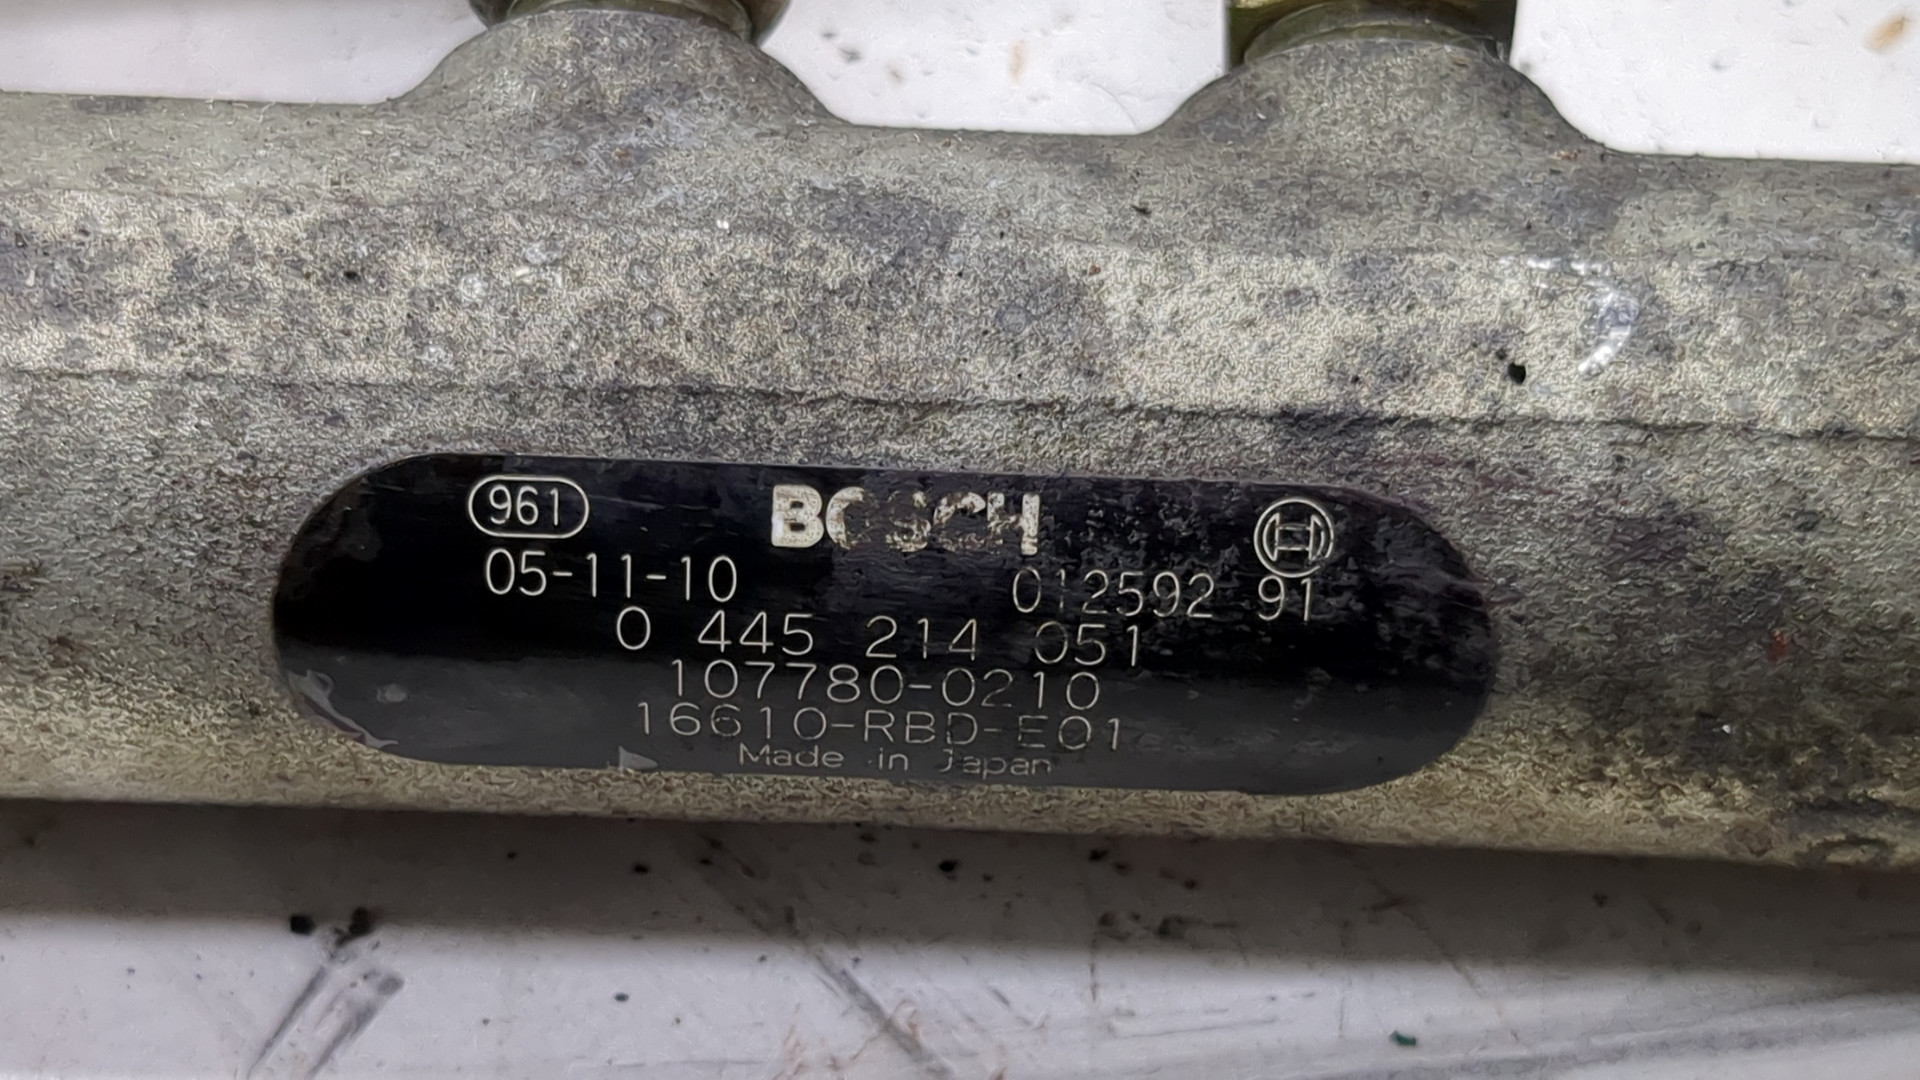 961 BOSCH
05-11-10 012592 91
0 445 214 051
107780-0210
16610-RBD-E01
Made in Japan